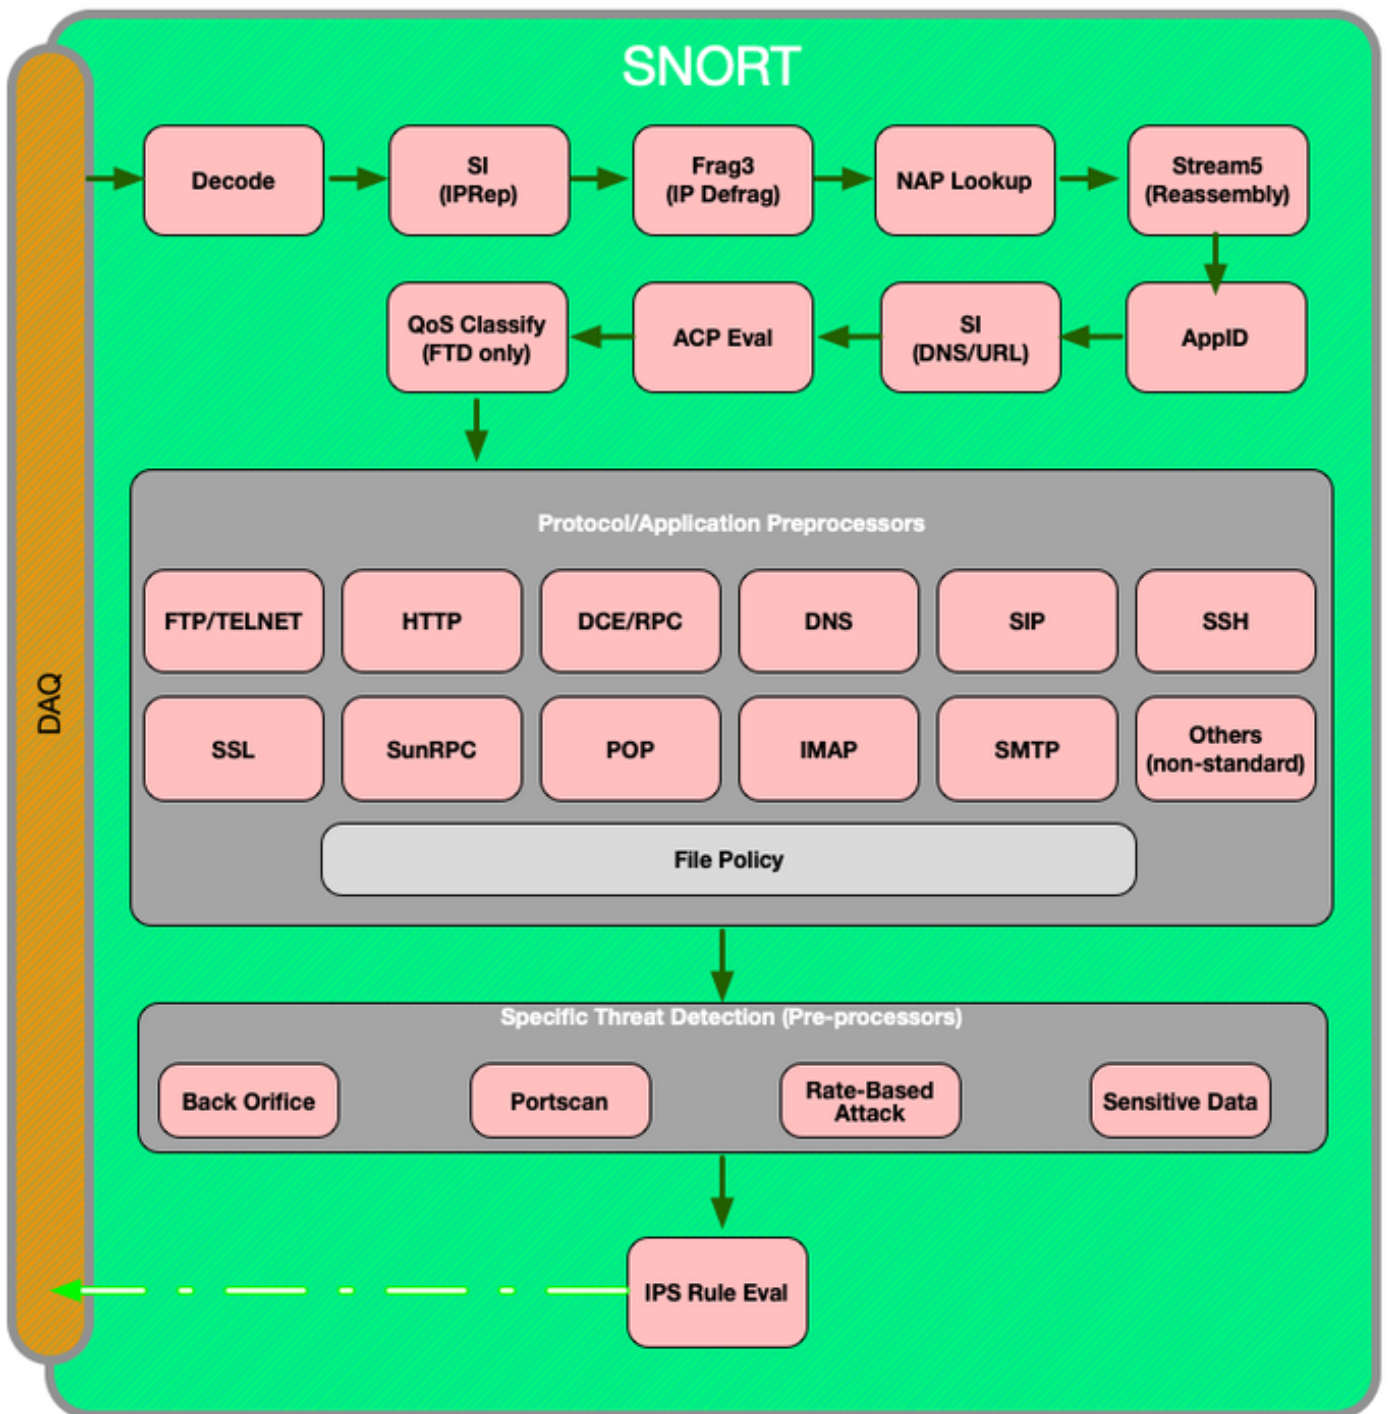 SNORT
Decode
SI
(IPRep)
Frag3
(IP Defrag)
NAP Lookup
Stream5
(Reassembly)
QoS Classify
(FTD only)
ACP Eval
SI
(DNS/URL)
AppID
Protocol/Application Preprocessors
FTP/TELNET
HTTP
DCE/RPC
DNS
SIP
SSH
DAQ
SSL
SunRPC
POP
IMAP
SMTP
Others
(non-standard)
File Policy
Specific Threat Detection (Pre-processors)
Back Orifice
Portscan
Rate-Based
Attack
Sensitive Data
IPS Rule Eval